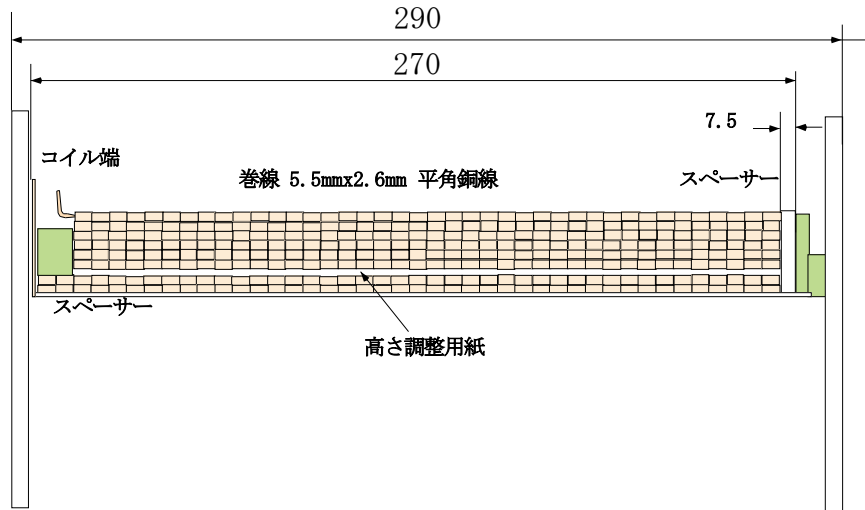 290
270
7.5
コイル端
巻線 5.5mmx2.6mm 平角銅線
スペーサー
スペーサー
高さ調整用紙